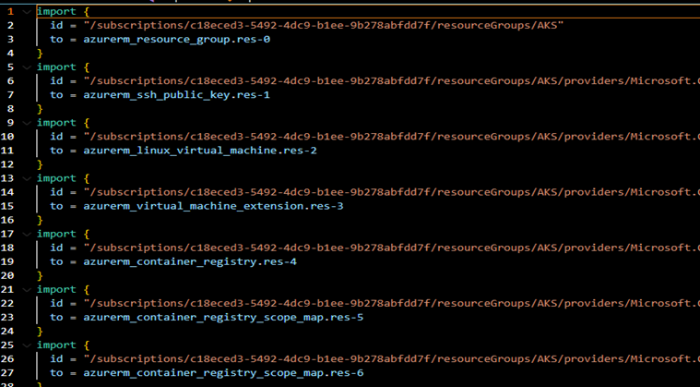 1 import {
2 id = "/subscriptions/c18eced3-5492-4dc9-b1ee-9b278abfdd7f/resourceGroups/AKS"
3 to = azurerm_resource_group.res-0
4 }
5 import {
6 id = "/subscriptions/c18eced3-5492-4dc9-b1ee-9b278abfdd7f/resourceGroups/AKS/providers/Microsoft.C
7 to = azurerm_ssh_public_key.res-1
8 }
9 import {
10 id = "/subscriptions/c18eced3-5492-4dc9-b1ee-9b278abfdd7f/resourceGroups/AKS/providers/Microsoft.C
11 to = azurerm_linux_virtual_machine.res-2
12 }
13 import {
14 id = "/subscriptions/c18eced3-5492-4dc9-b1ee-9b278abfdd7f/resourceGroups/AKS/providers/Microsoft.C
15 to = azurerm_virtual_machine_extension.res-3
16 }
17 import {
18 id = "/subscriptions/c18eced3-5492-4dc9-b1ee-9b278abfdd7f/resourceGroups/AKS/providers/Microsoft.C
19 to = azurerm_container_registry.res-4
20 }
21 import {
22 id = "/subscriptions/c18eced3-5492-4dc9-b1ee-9b278abfdd7f/resourceGroups/AKS/providers/Microsoft.C
23 to = azurerm_container_registry_scope_map.res-5
24 }
25 import {
26 id = "/subscriptions/c18eced3-5492-4dc9-b1ee-9b278abfdd7f/resourceGroups/AKS/providers/Microsoft.C
27 to = azurerm_container_registry_scope_map.res-6
28 }